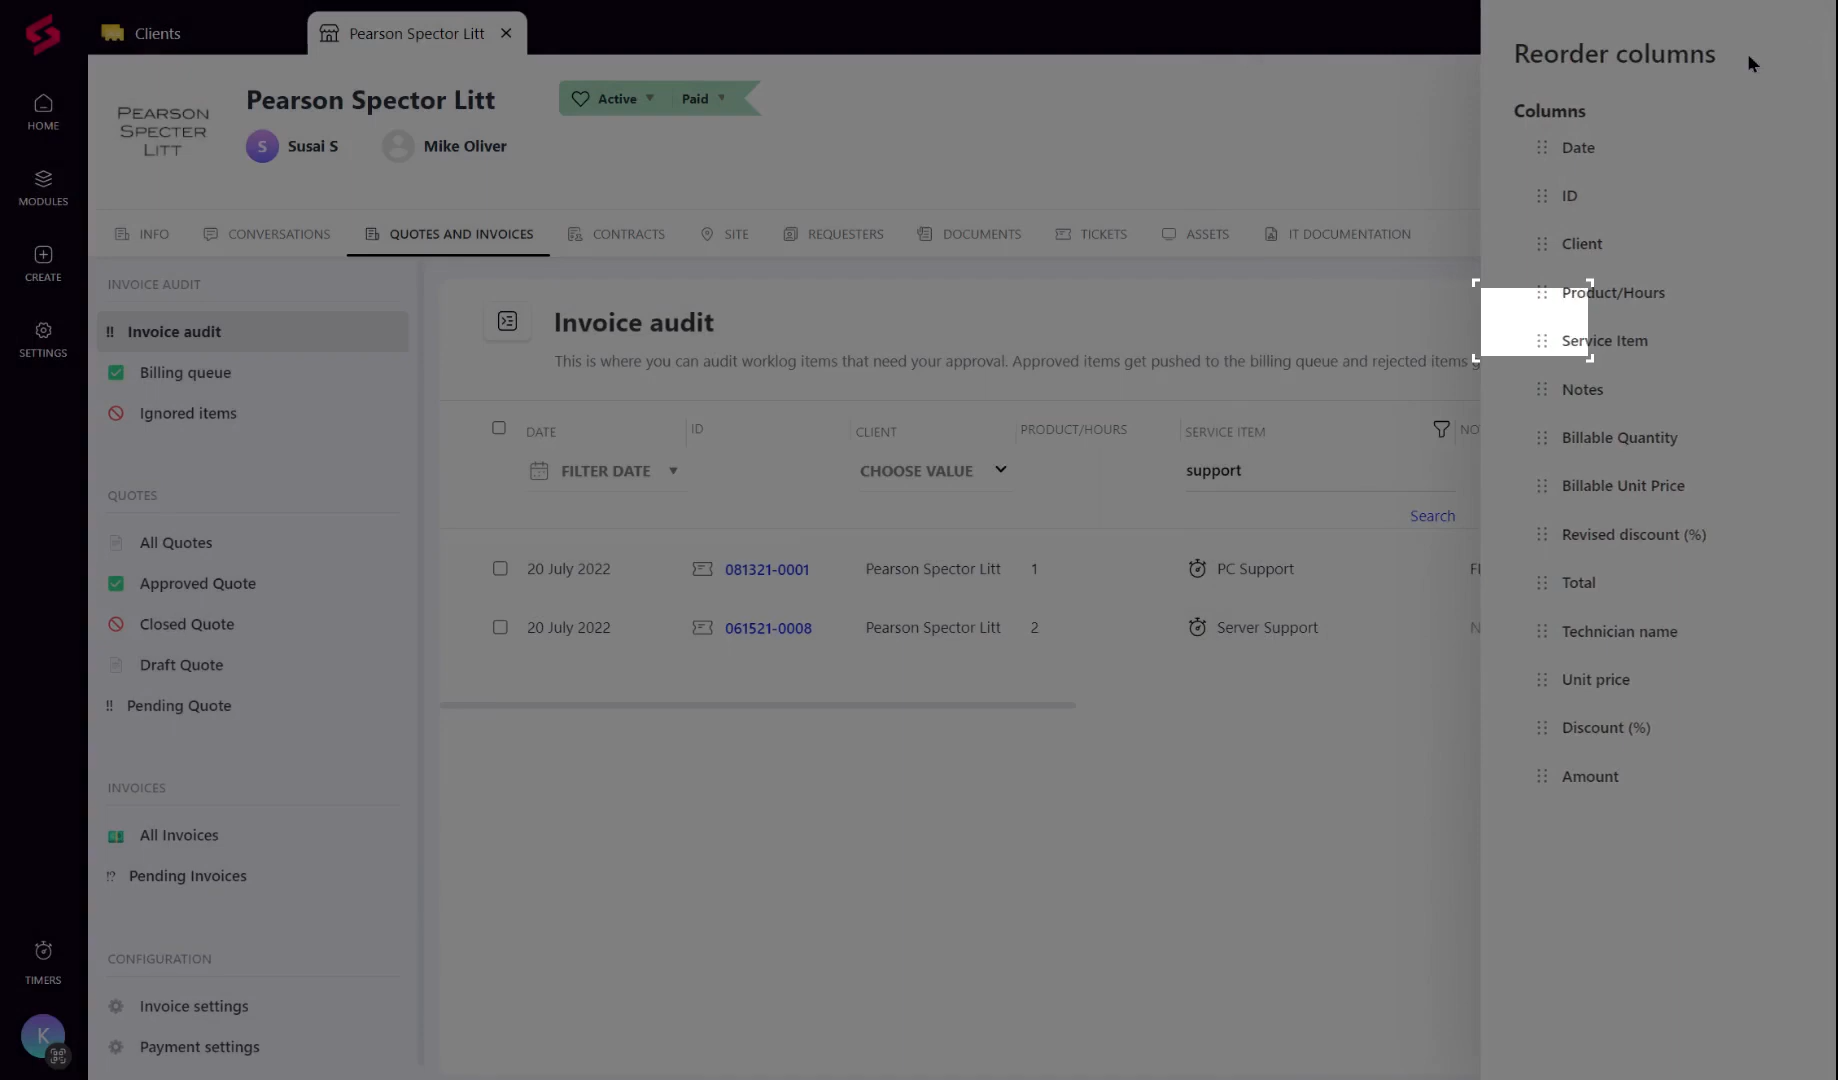 Clients
Pearson Spector Litt
Reorder columns
HOME
MODULES
CREATE
SETTINGS
TIMERS
K
PEARSON
SPECTER
LITT
Pearson Spector Litt
Active
Paid
S
Susai S
Mike Oliver
INFO
CONVERSATIONS
QUOTES AND INVOICES
CONTRACTS
SITE
REQUESTERS
DOCUMENTS
TICKETS
ASSETS
IT DOCUMENTATION
INVOICE AUDIT
Invoice audit
Billing queue
Ignored items
QUOTES
All Quotes
Approved Quote
Closed Quote
Draft Quote
Pending Quote
INVOICES
All Invoices
Pending Invoices
CONFIGURATION
Invoice settings
Payment settings
Invoice audit
This is where you can audit worklog items that need your approval. Approved items get pushed to the billing queue and rejected items
DATE
ID
CLIENT
PRODUCT/HOURS
SERVICE ITEM
FILTER DATE
CHOOSE VALUE
support
Search
20 July 2022 081321-0001 Pearson Spector Litt 1 PC Support
20 July 2022 061521-0008 Pearson Spector Litt 2 Server Support
Columns
Date
ID
Client
Product/Hours
Service Item
Notes
Billable Quantity
Billable Unit Price
Revised discount (%)
Total
Technician name
Unit price
Discount (%)
Amount